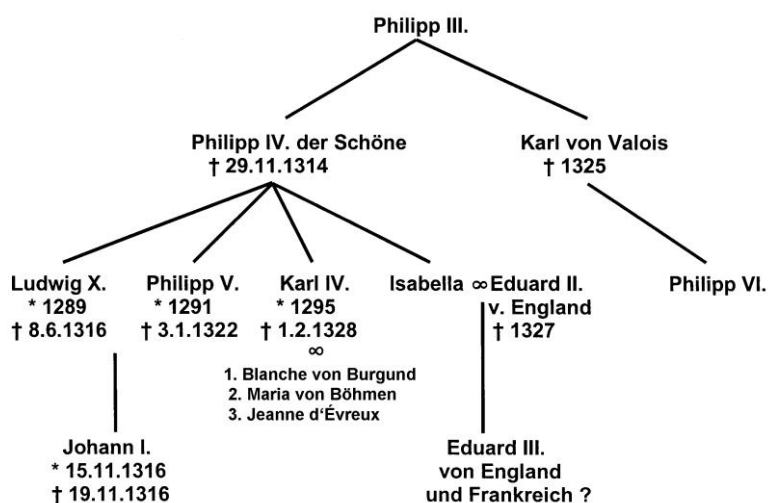 Philipp III.
Philipp IV. der Schöne
† 29.11.1314
Karl von Valois
† 1325
Ludwig X.
* 1289
† 8.6.1316
Philipp V.
* 1291
† 3.1.1322
Karl IV.
* 1295
† 1.2.1328
∞
1. Blanche von Burgund
2. Maria von Böhmen
3. Jeanne d‘Évreux
Isabella ∞ Eduard II.
v. England
† 1327
Philipp VI.
Johann I.
* 15.11.1316
† 19.11.1316
Eduard III.
von England
und Frankreich ?